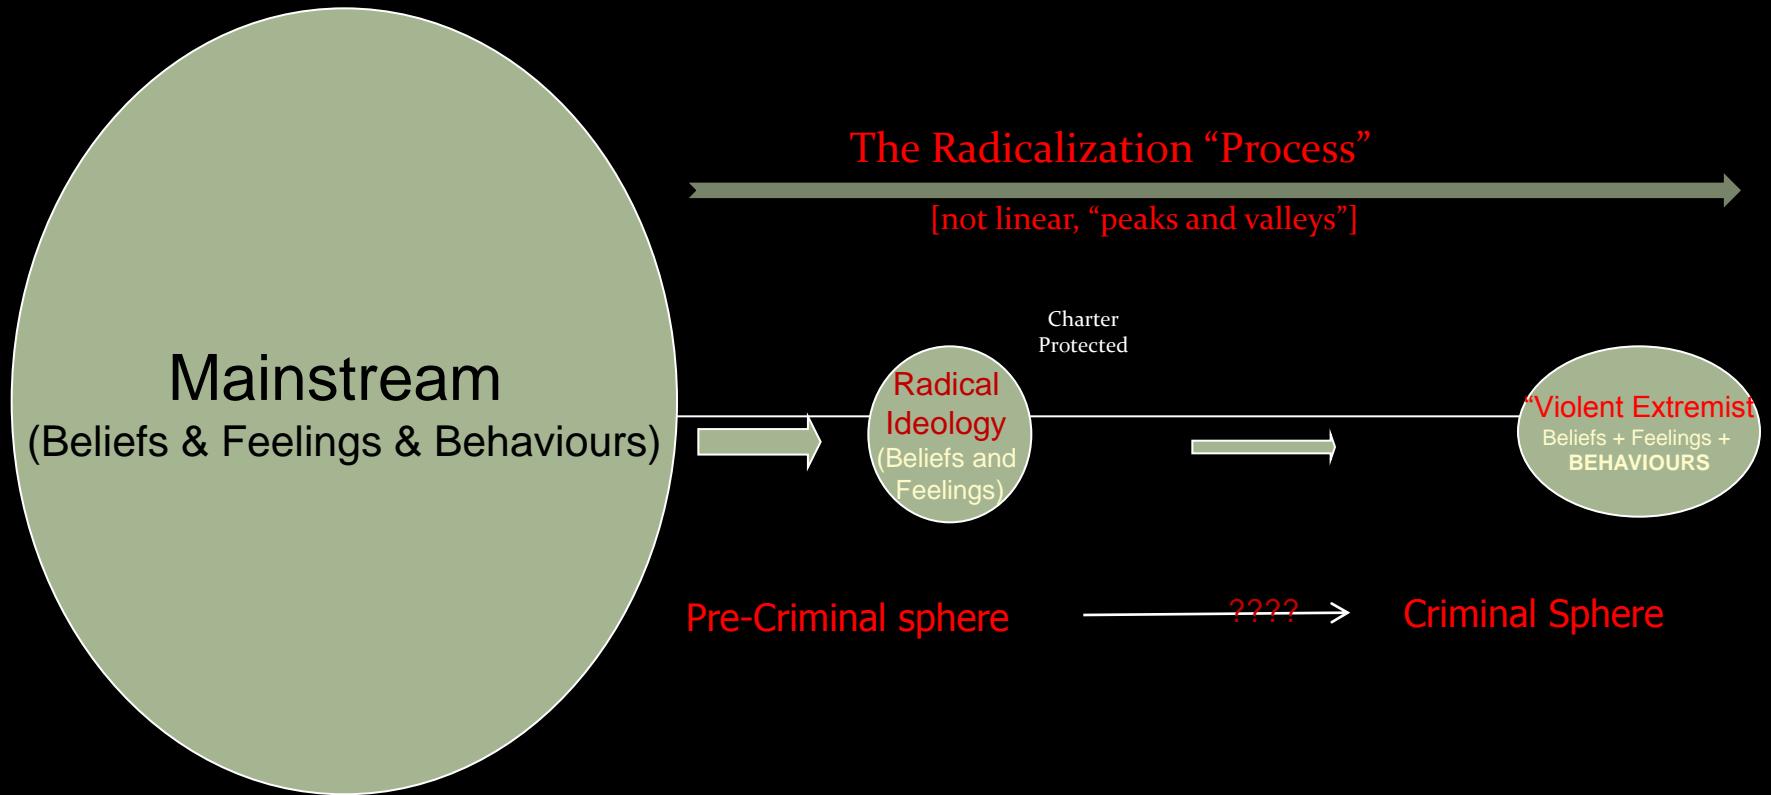 The Radicalization “Process”
[not linear, “peaks and valleys”]
Charter
Protected
Mainstream
(Beliefs & Feelings & Behaviours)
Radical
Ideology
(Beliefs and
Feelings)
“Violent Extremist
Beliefs + Feelings +
BEHAVIOURS
Pre-Criminal sphere
????
Criminal Sphere